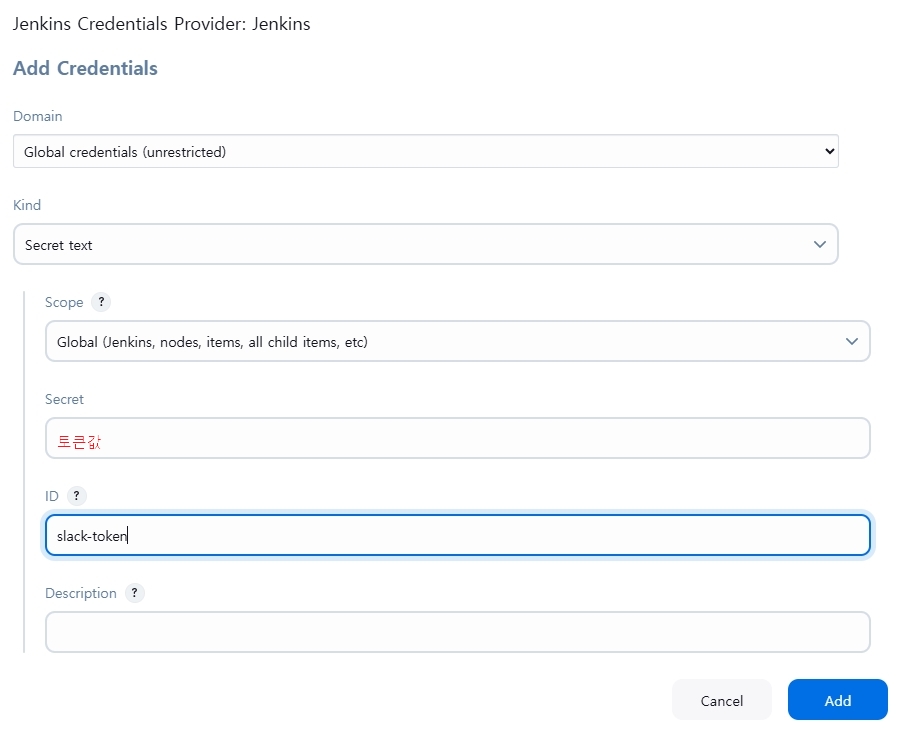 Jenkins Credentials Provider: Jenkins
Add Credentials
Domain
Global credentials (unrestricted)
Kind
Secret text
Scope ?
Global (Jenkins, nodes, items, all child items, etc)
Secret
토큰값
ID ?
slack-token
Description ?
Cancel Add